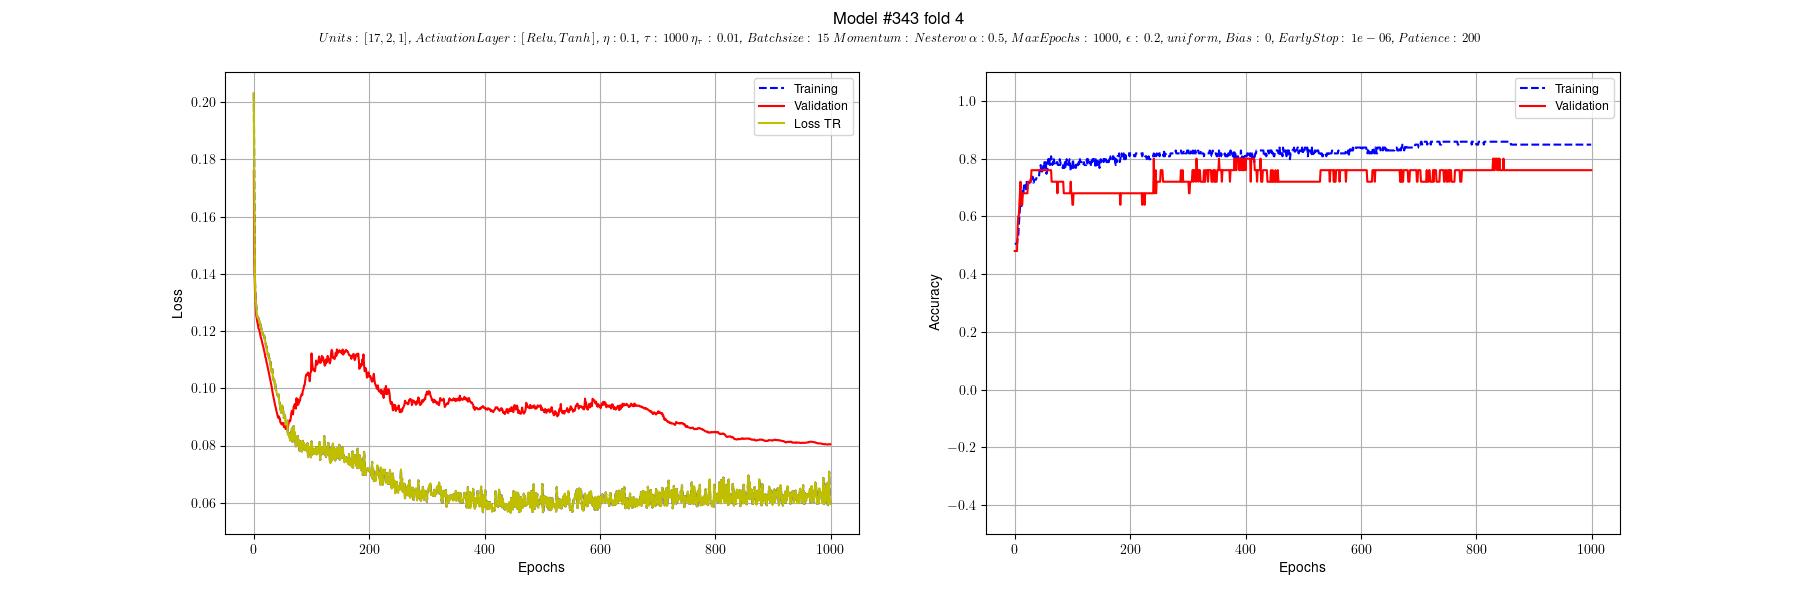 Model #343 fold 4
Units : [17, 2, 1], ActivationLayer : [Relu, Tanh], η : 0.1, τ : 1000 η_τ : 0.01, Batchsize : 15 Momentum : Nesterov α : 0.5, MaxEpochs : 1000, ϵ : 0.2, uniform, Bias : 0, EarlyStop : 1e − 06, Patience : 200
Training
Validation
Loss TR
0.20
0.18
0.16
0.14
0.12
0.10
0.08
0.06
Loss
0
200
400
600
800
1000
Epochs
Training
Validation
1.0
0.8
0.6
0.4
0.2
0.0
−0.2
−0.4
Accuracy
0
200
400
600
800
1000
Epochs